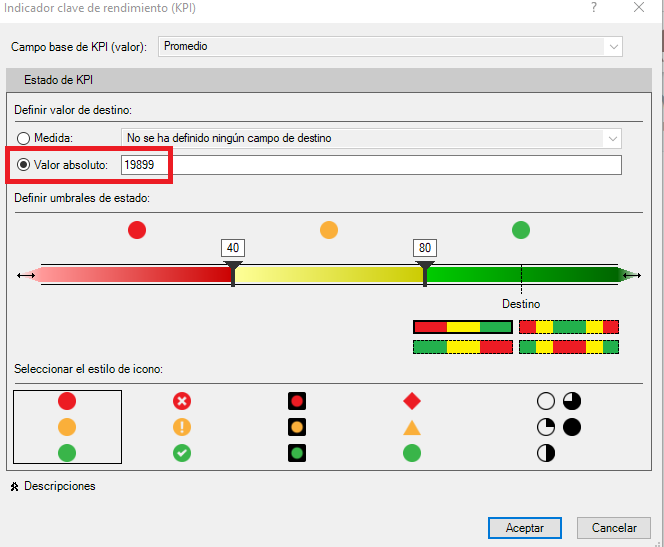 Indicador clave de rendimiento (KPI)
Campo base de KPI (valor): Promedio
Estado de KPI
Definir valor de destino:
Medida: No se ha definido ningún campo de destino
Valor absoluto: 19899
Definir umbrales de estado:
40 80
Destino
Seleccionar el estilo de icono:
Descripciones
Aceptar Cancelar